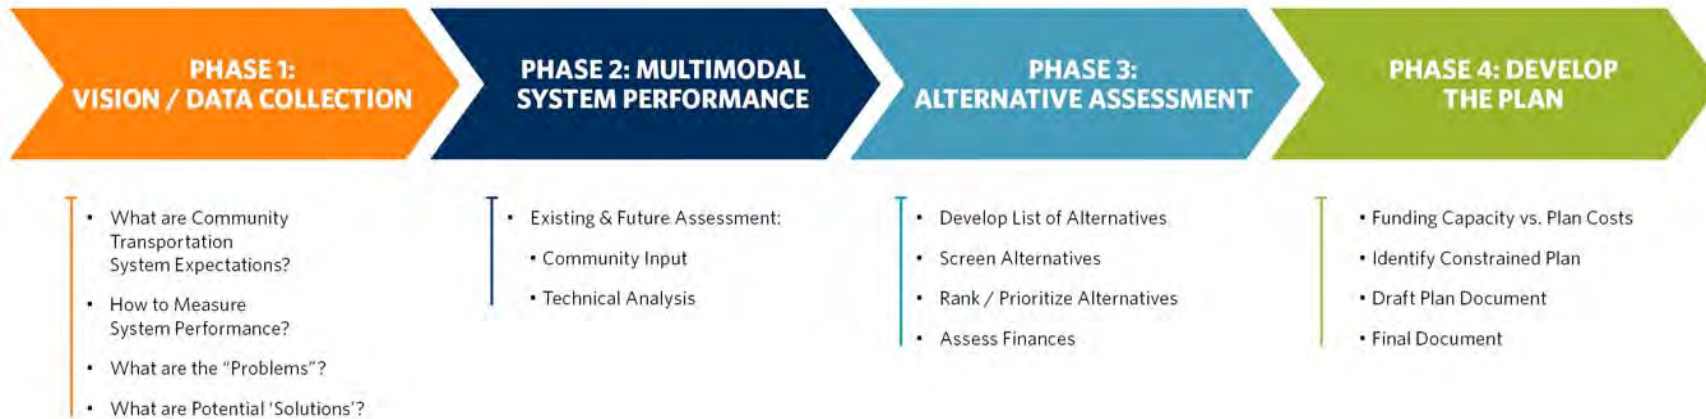 PHASE 1:
VISION / DATA COLLECTION
• What are Community
Transportation
System Expectations?
• How to Measure
System Performance?
• What are the “Problems”?
• What are Potential ‘Solutions’?
PHASE 2: MULTIMODAL
SYSTEM PERFORMANCE
• Existing & Future Assessment:
• Community Input
• Technical Analysis
PHASE 3:
ALTERNATIVE ASSESSMENT
• Develop List of Alternatives
• Screen Alternatives
• Rank / Prioritize Alternatives
• Assess Finances
PHASE 4: DEVELOP
THE PLAN
• Funding Capacity vs. Plan Costs
• Identify Constrained Plan
• Draft Plan Document
• Final Document